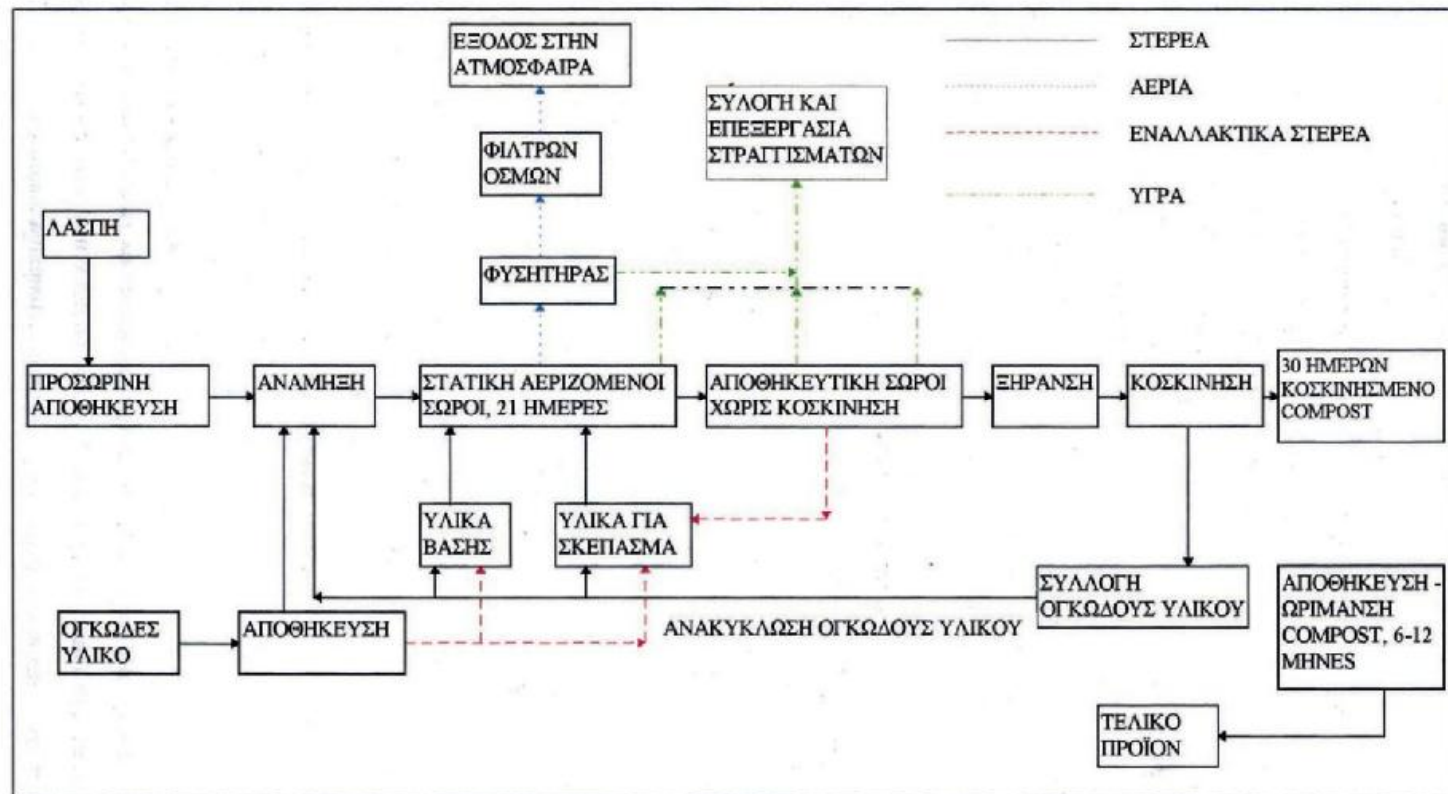 ΕΞΟΔΟΣ ΣΤΗΝ
ΑΤΜΟΣΦΑΙΡΑ
ΣΤΕΡΕΑ
ΑΕΡΙΑ
ΕΝΑΛΛΑΚΤΙΚΑ ΣΤΕΡΕΑ
ΥΓΡΑ
ΣΥΛΟΓΗ ΚΑΙ
ΕΠΕΞΕΡΓΑΣΙΑ
ΣΤΡΑΓΓΙΣΜΑΤΩΝ
ΦΙΛΤΡΩΝ
ΟΣΜΩΝ
ΛΑΣΠΗ
ΦΥΣΗΤΗΡΑΣ
ΠΡΟΣΩΡΙΝΗ
ΑΠΟΘΗΚΕΥΣΗ
ΑΝΑΜΗΞΗ
ΣΤΑΤΙΚΗ ΑΕΡΙΖΟΜΕΝΟΙ
ΣΩΡΟΙ, 21 ΗΜΕΡΕΣ
ΑΠΟΘΗΚΕΥΤΙΚΗ ΣΩΡΟΙ
ΧΩΡΙΣ ΚΟΣΚΙΝΗΣΗ
ΞΗΡΑΝΣΗ
ΚΟΣΚΙΝΗΣΗ
30 ΗΜΕΡΩΝ
ΚΟΣΚΙΝΗΣΜΕΝΟ
COMPOST
ΥΛΙΚΑ
ΒΑΣΗΣ
ΥΛΙΚΑ ΓΙΑ
ΣΚΕΠΑΣΜΑ
ΣΥΛΛΟΓΗ
ΟΓΚΩΔΟΥΣ ΥΛΙΚΟΥ
ΑΠΟΘΗΚΕΥΣΗ -
ΩΡΙΜΑΝΣΗ
COMPOST, 6-12
ΜΗΝΕS
ΟΓΚΩΔΕΣ
ΥΛΙΚΟ
ΑΠΟΘΗΚΕΥΣΗ
ΑΝΑΚΥΚΛΩΣΗ ΟΓΚΩΔΟΥΣ ΥΛΙΚΟΥ
ΤΕΛΙΚΟ
ΠΡΟΪΟΝ